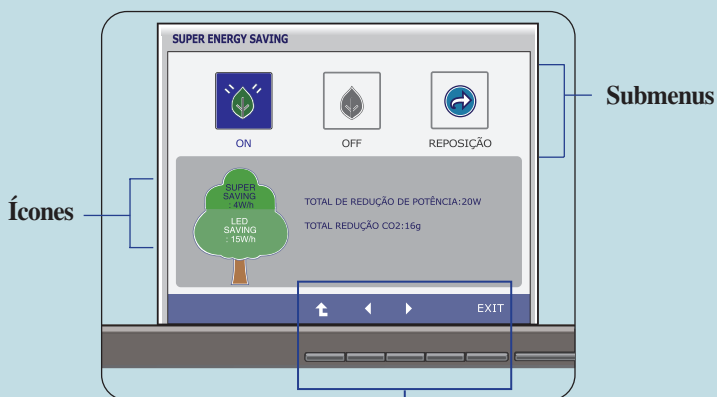 SUPER ENERGY SAVING
Submenus
ON
OFF
REPOSIÇÃO
Ícones
SUPER
SAVING
: 4W/h
LED
SAVING
: 15W/h
TOTAL DE REDUÇÃO DE POTÊNCIA:20W
TOTAL REDUÇÃO CO2:16g
EXIT